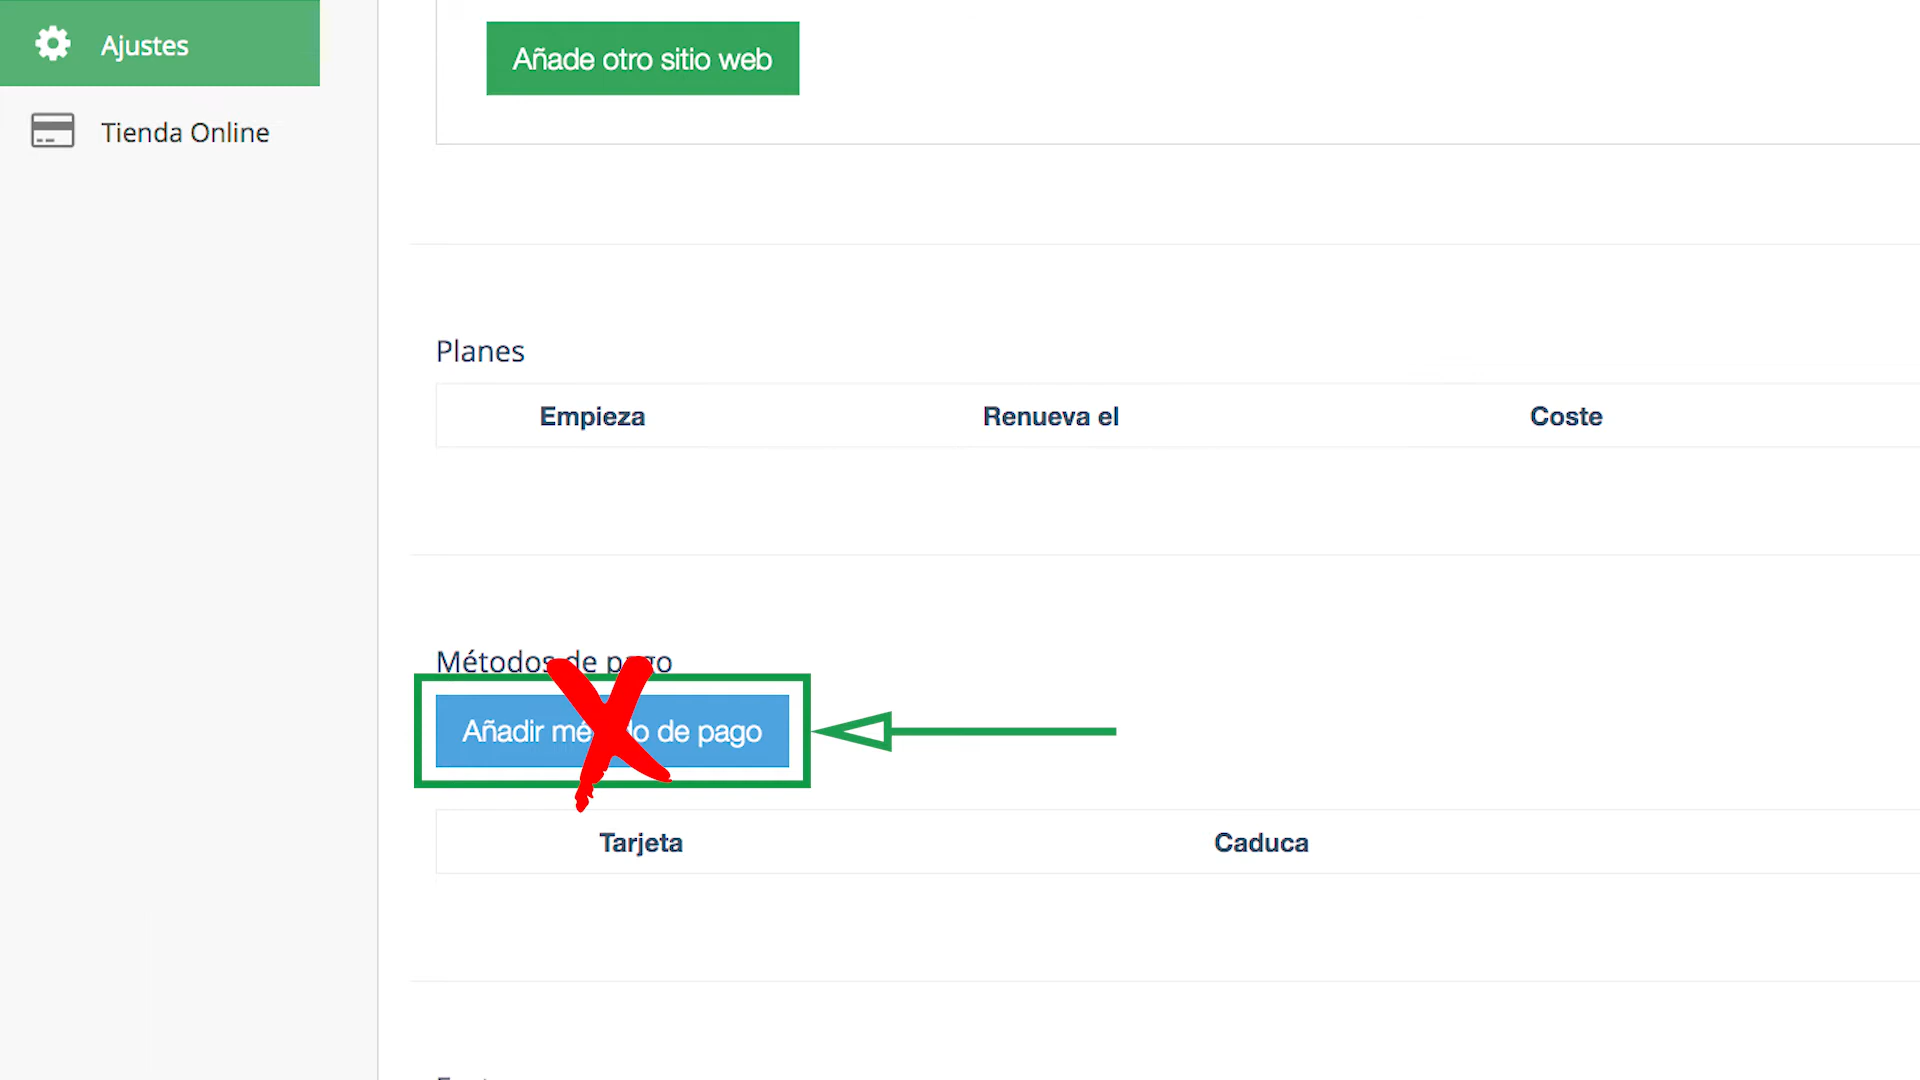 Ajustes
Tienda Online
Añade otro sitio web
Planes
Empieza Renueva el Coste
Métodos de pago
Añadir método de pago
Tarjeta Caduca